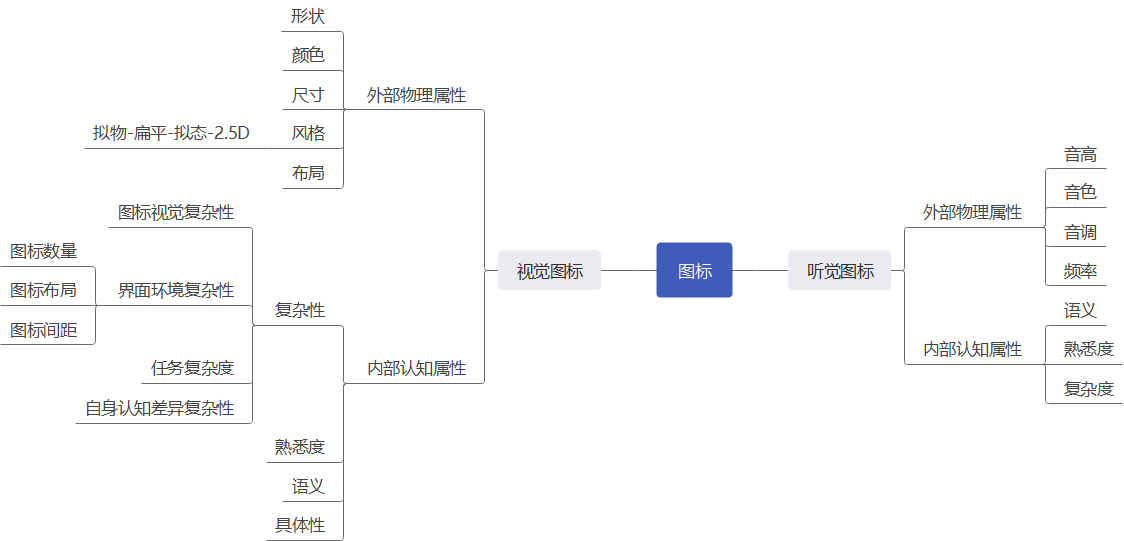 图标
视觉图标
外部物理属性
形状
颜色
尺寸
风格
拟物-扁平-拟态-2.5D
布局
内部认知属性
复杂性
图标视觉复杂性
界面环境复杂性
图标数量
图标布局
图标间距
任务复杂度
自身认知差异复杂性
熟悉度
语义
具体性
听觉图标
外部物理属性
音高
音色
音调
频率
内部认知属性
语义
熟悉度
复杂度